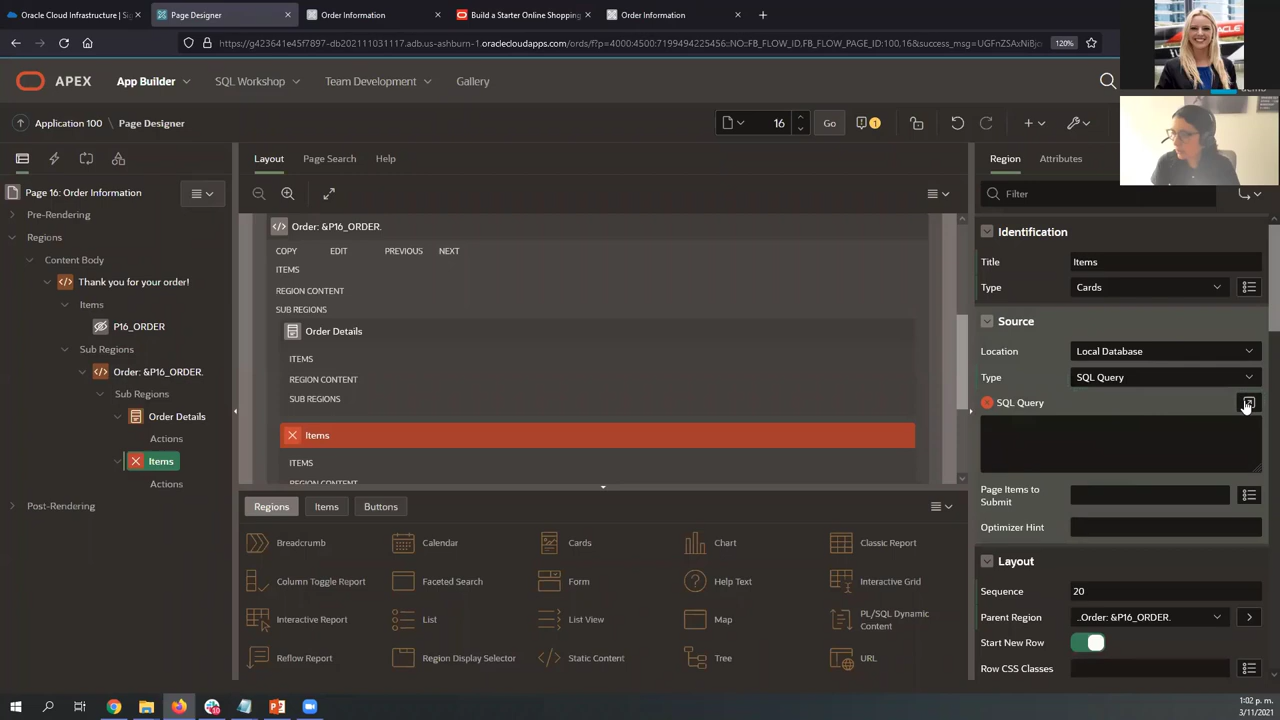 Oracle Cloud Infrastructure | Sig
Page Designer
Order Information
Build a Starter Online Shopping
Order Information
120%
APEX
App Builder
SQL Workshop
Team Development
Gallery
Application 100
Page Designer
16
Go
1
Layout
Page Search
Help
Region
Attributes
Page 16: Order Information
Filter
Pre-Rendering
Regions
Content Body
Thank you for your order!
Items
P16_ORDER
Sub Regions
Order: &P16_ORDER.
Sub Regions
Order Details
Actions
Items
Actions
Post-Rendering
Order: &P16_ORDER.
COPY
EDIT
PREVIOUS
NEXT
ITEMS
REGION CONTENT
SUB REGIONS
Order Details
ITEMS
REGION CONTENT
SUB REGIONS
Items
ITEMS
REGION CONTENT
Regions
Items
Buttons
Breadcrumb
Calendar
Cards
Chart
Classic Report
Column Toggle Report
Faceted Search
Form
Help Text
Interactive Grid
Interactive Report
List
List View
Map
PL/SQL Dynamic
Content
Reflow Report
Region Display Selector
Static Content
Tree
URL
Identification
Title
Items
Type
Cards
Source
Location
Local Database
Type
SQL Query
SQL Query
Page Items to
Submit
Optimizer Hint
Layout
Sequence
20
Parent Region
..Order: &P16_ORDER.
Start New Row
Row CSS Classes
1:02 p. m.
3/11/2021